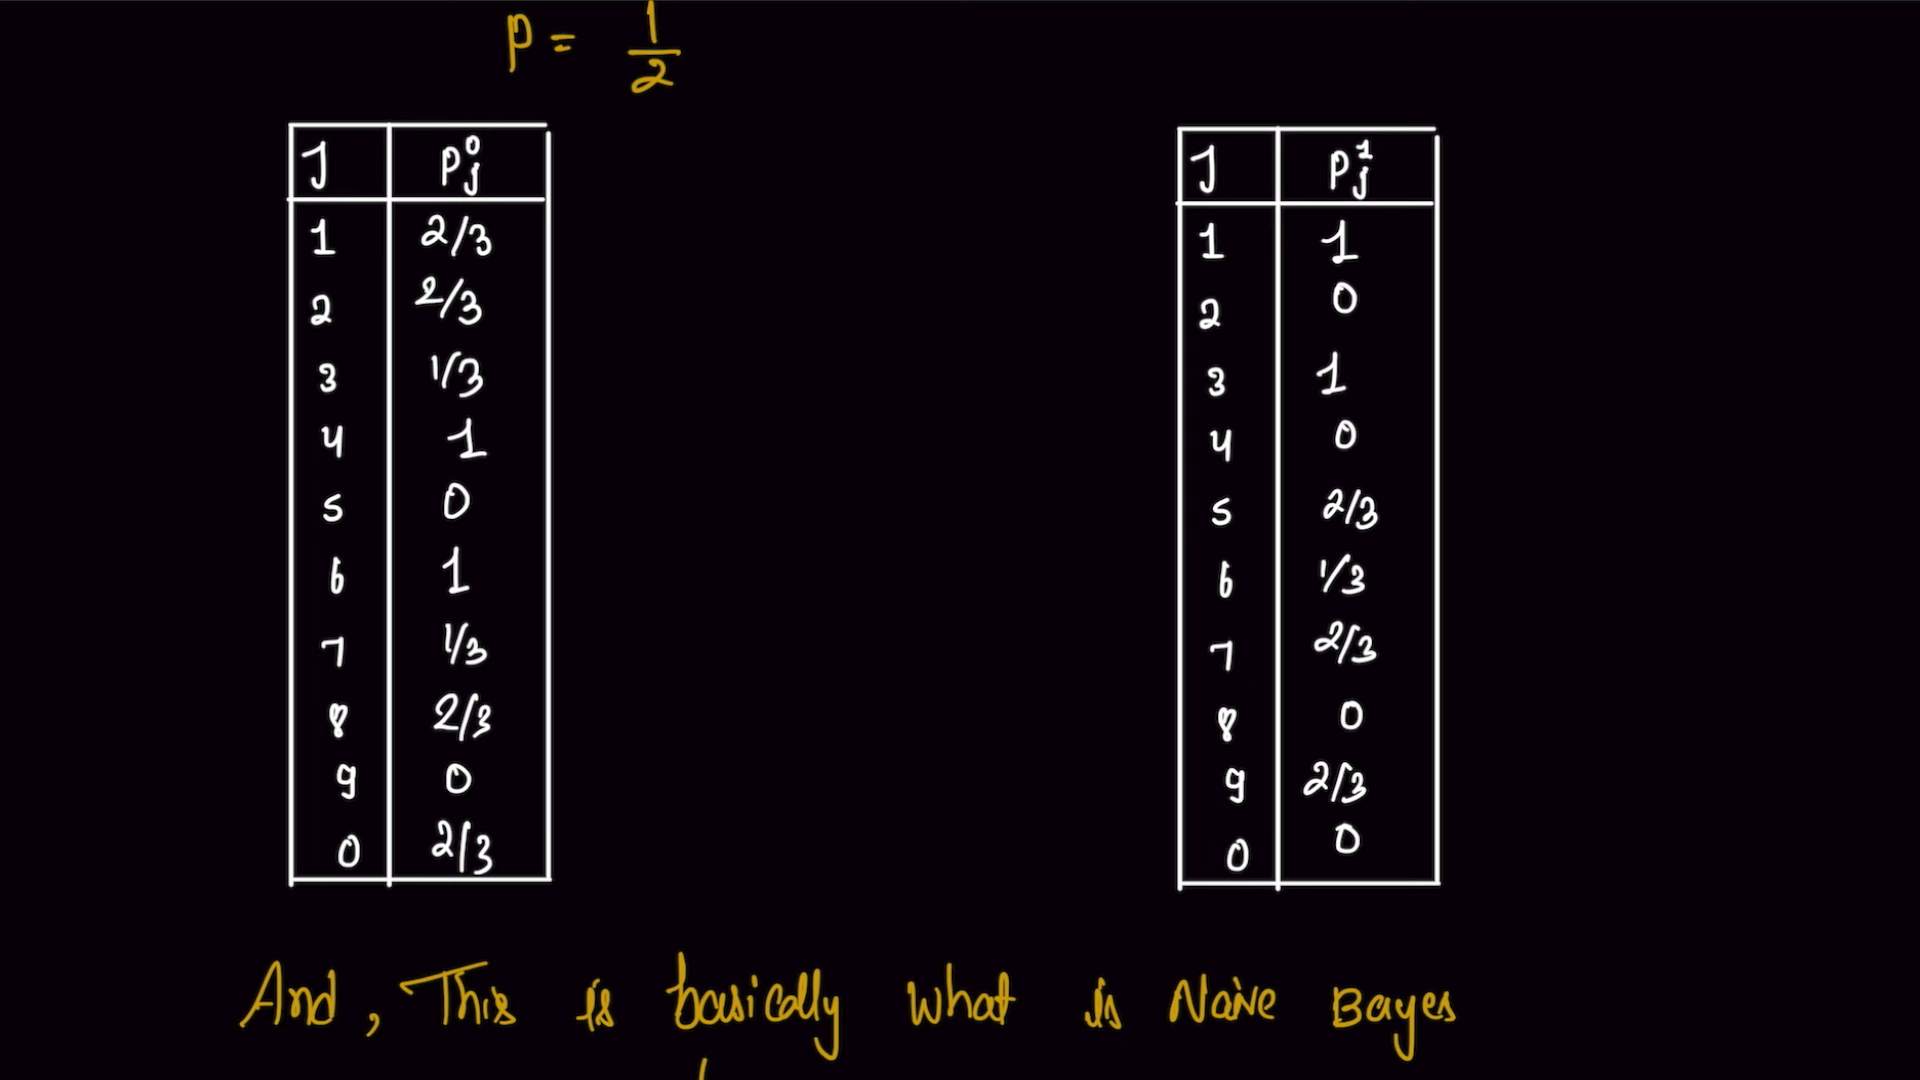 p = 1/2
J p_j^0 J p_j^1
1 2/3 1 1
2 2/3 2 0
3 1/3 3 1
4 1 4 0
5 0 5 2/3
6 1 6 1/3
7 1/3 7 2/3
8 2/3 8 0
9 0 9 2/3
0 2/3 0 0
And, This is basically what is Naive Bayes